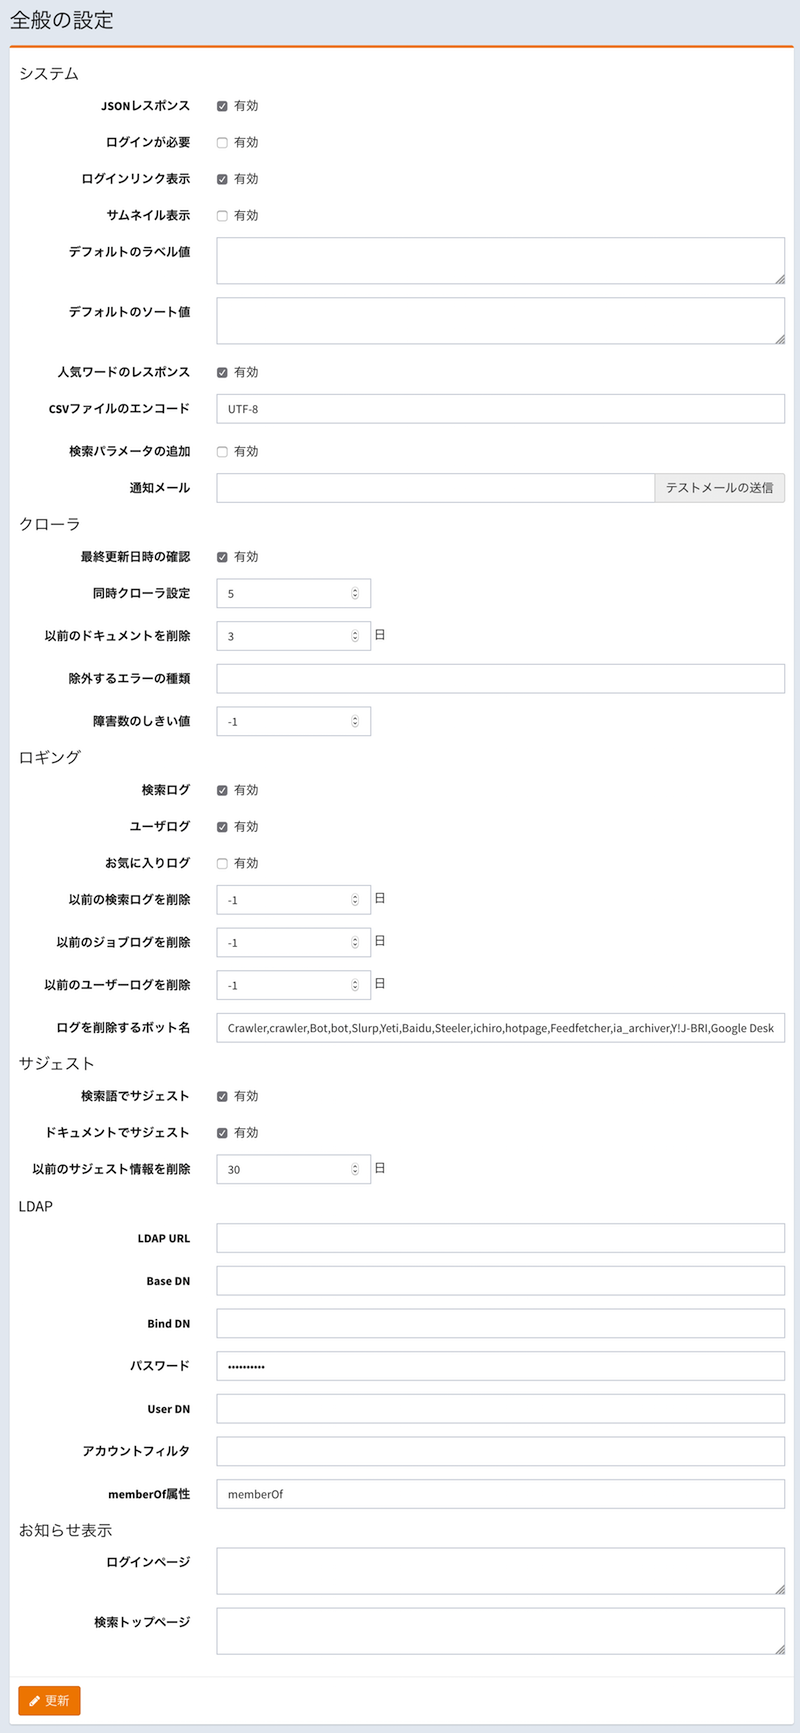 全般の設定
システム
JSONレスポンス 有効
ログインが必要 有効
ログインリンク表示 有効
サムネイル表示 有効
デフォルトのラベル値
デフォルトのソート値
人気ワードのレスポンス 有効
CSVファイルのエンコード UTF-8
検索パラメータの追加 有効
通知メール テストメールの送信
クローラ
最終更新日時の確認 有効
同時クローラ設定 5
以前のドキュメントを削除 3 日
除外するエラーの種類
障害数のしきい値 -1
ロギング
検索ログ 有効
ユーザログ 有効
お気に入りログ 有効
以前の検索ログを削除 -1 日
以前のジョブログを削除 -1 日
以前のユーザーログを削除 -1 日
ログを削除するボット名 Crawler,crawler,Bot,bot,Slurp,Yeti,Baidu,Steeler,ichiro,hotpage,Feedfetcher,ia_archiver,Y!J-BRI,Google Desk
サジェスト
検索語でサジェスト 有効
ドキュメントでサジェスト 有効
以前のサジェスト情報を削除 30 日
LDAP
LDAP URL
Base DN
Bind DN
パスワード ••••••••••
User DN
アカウントフィルタ
memberOf属性 memberOf
お知らせ表示
ログインページ
検索トップページ
更新